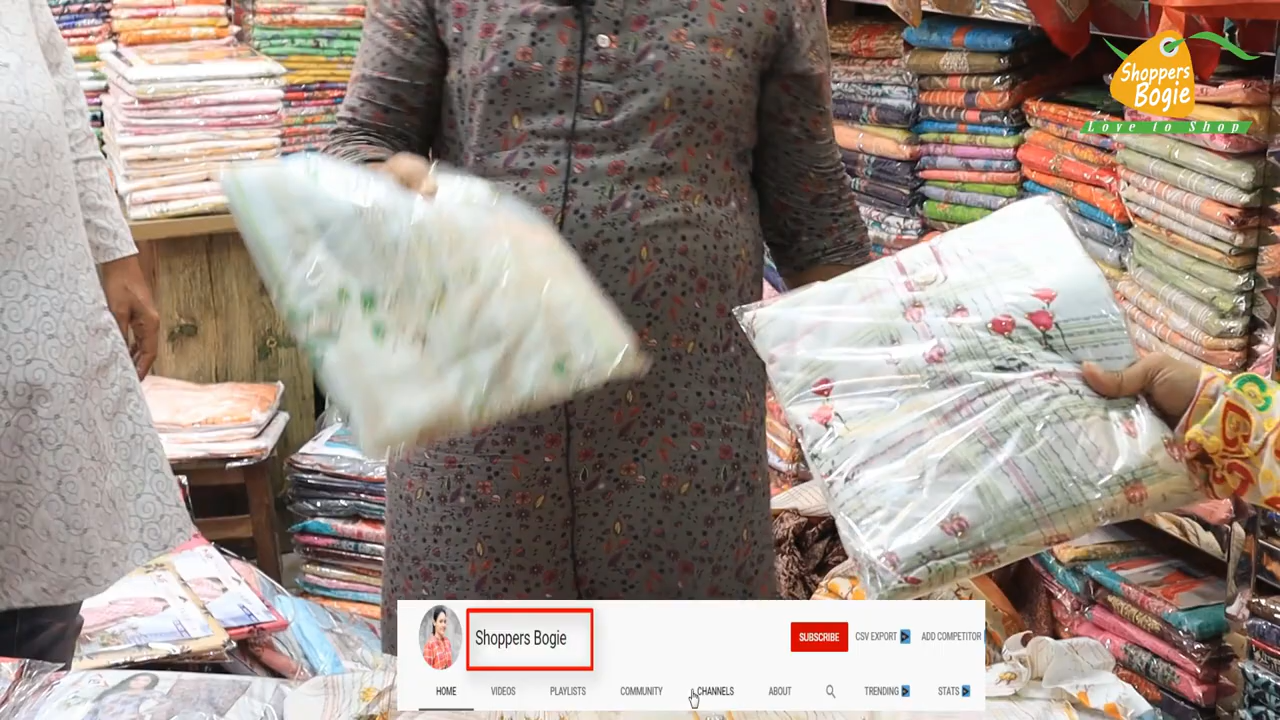 Shoppers
Bogie
Love to Shop
Shoppers Bogie
SUBSCRIBE CSV EXPORT ADD COMPETITOR
HOME VIDEOS PLAYLISTS COMMUNITY CHANNELS ABOUT TRENDING STATS